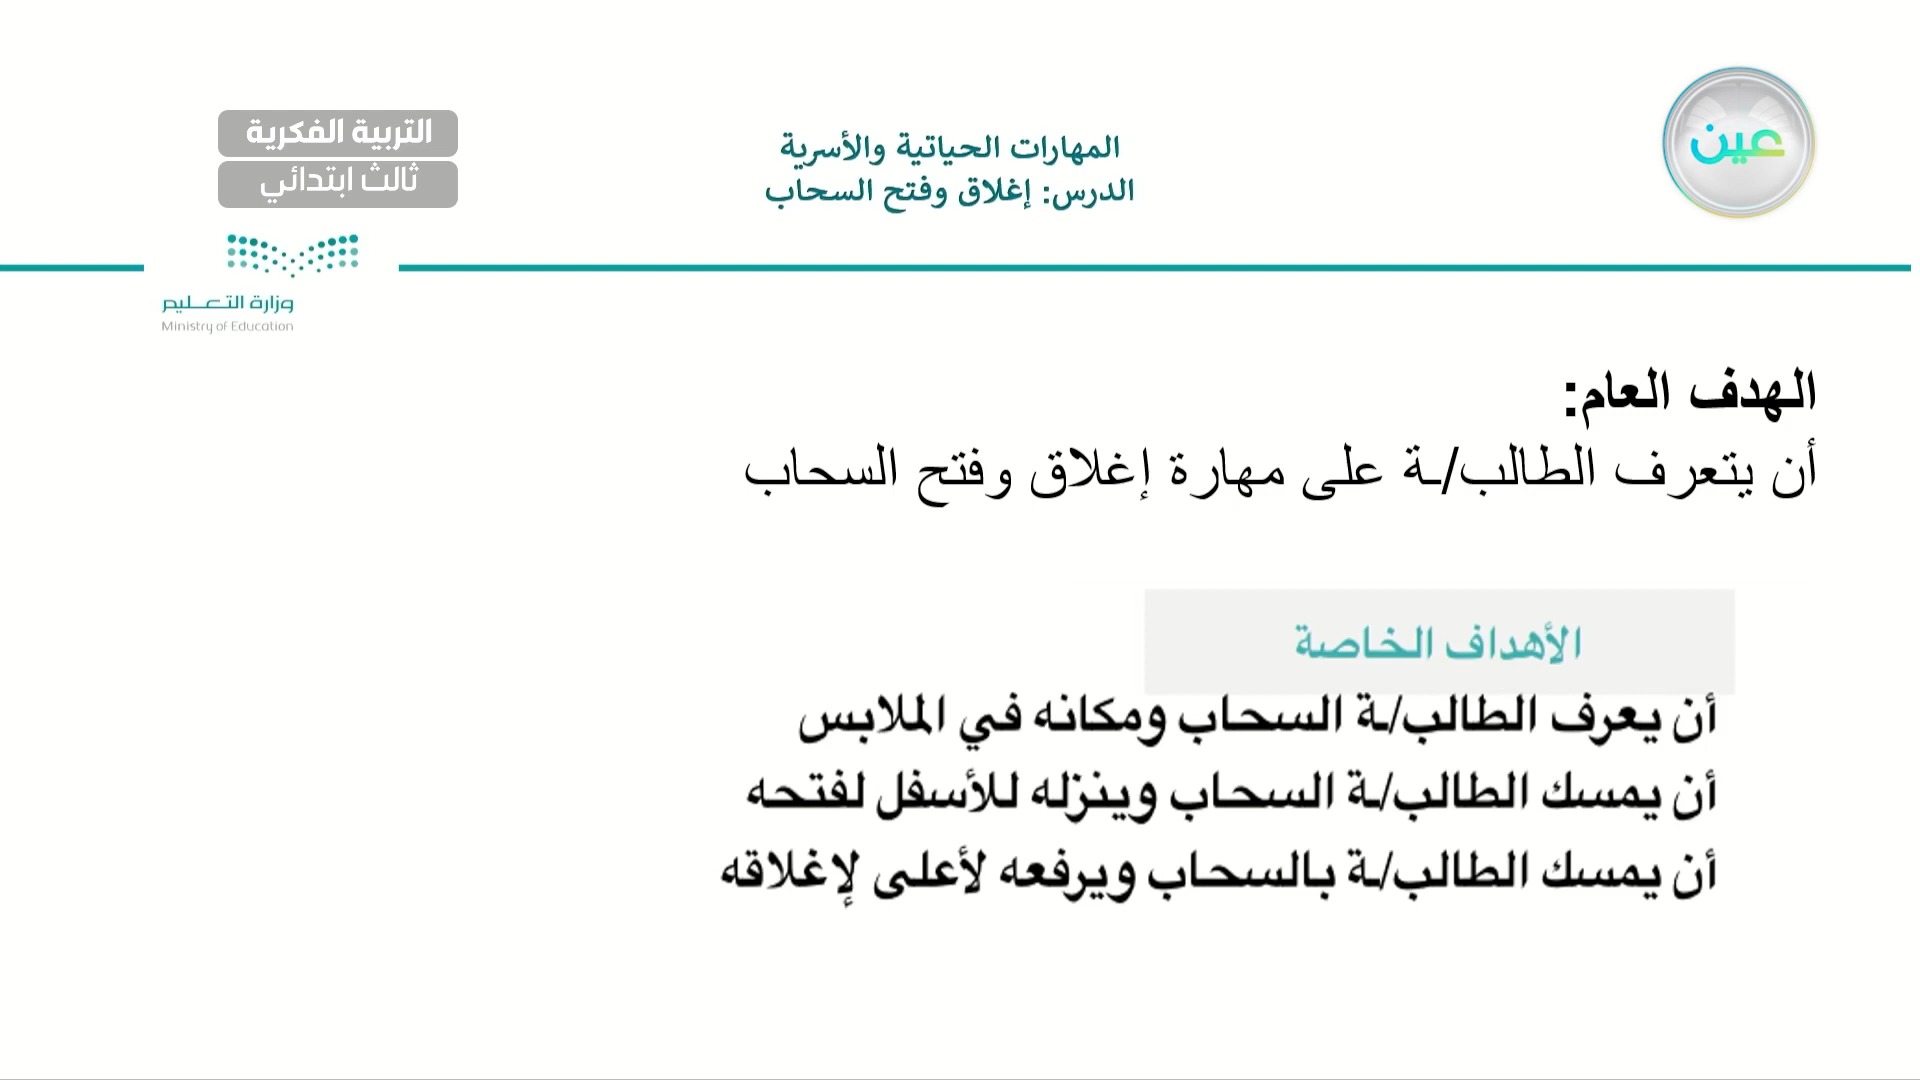 عين
المهارات الحياتية والأسرية
الدرس: إغلاق وفتح السحاب
التربية الفكرية
ثالث ابتدائي
وزارة التـعـليم
Ministry of Education
الهدف العام:
أن يتعرف الطالب/ـة على مهارة إغلاق وفتح السحاب
الأهداف الخاصة
أن يعرف الطالب/ـة السحاب ومكانه في الملابس
أن يمسك الطالب/ـة السحاب وينزله للأسفل لفتحه
أن يمسك الطالب/ـة بالسحاب ويرفعه لأعلى لإغلاقه